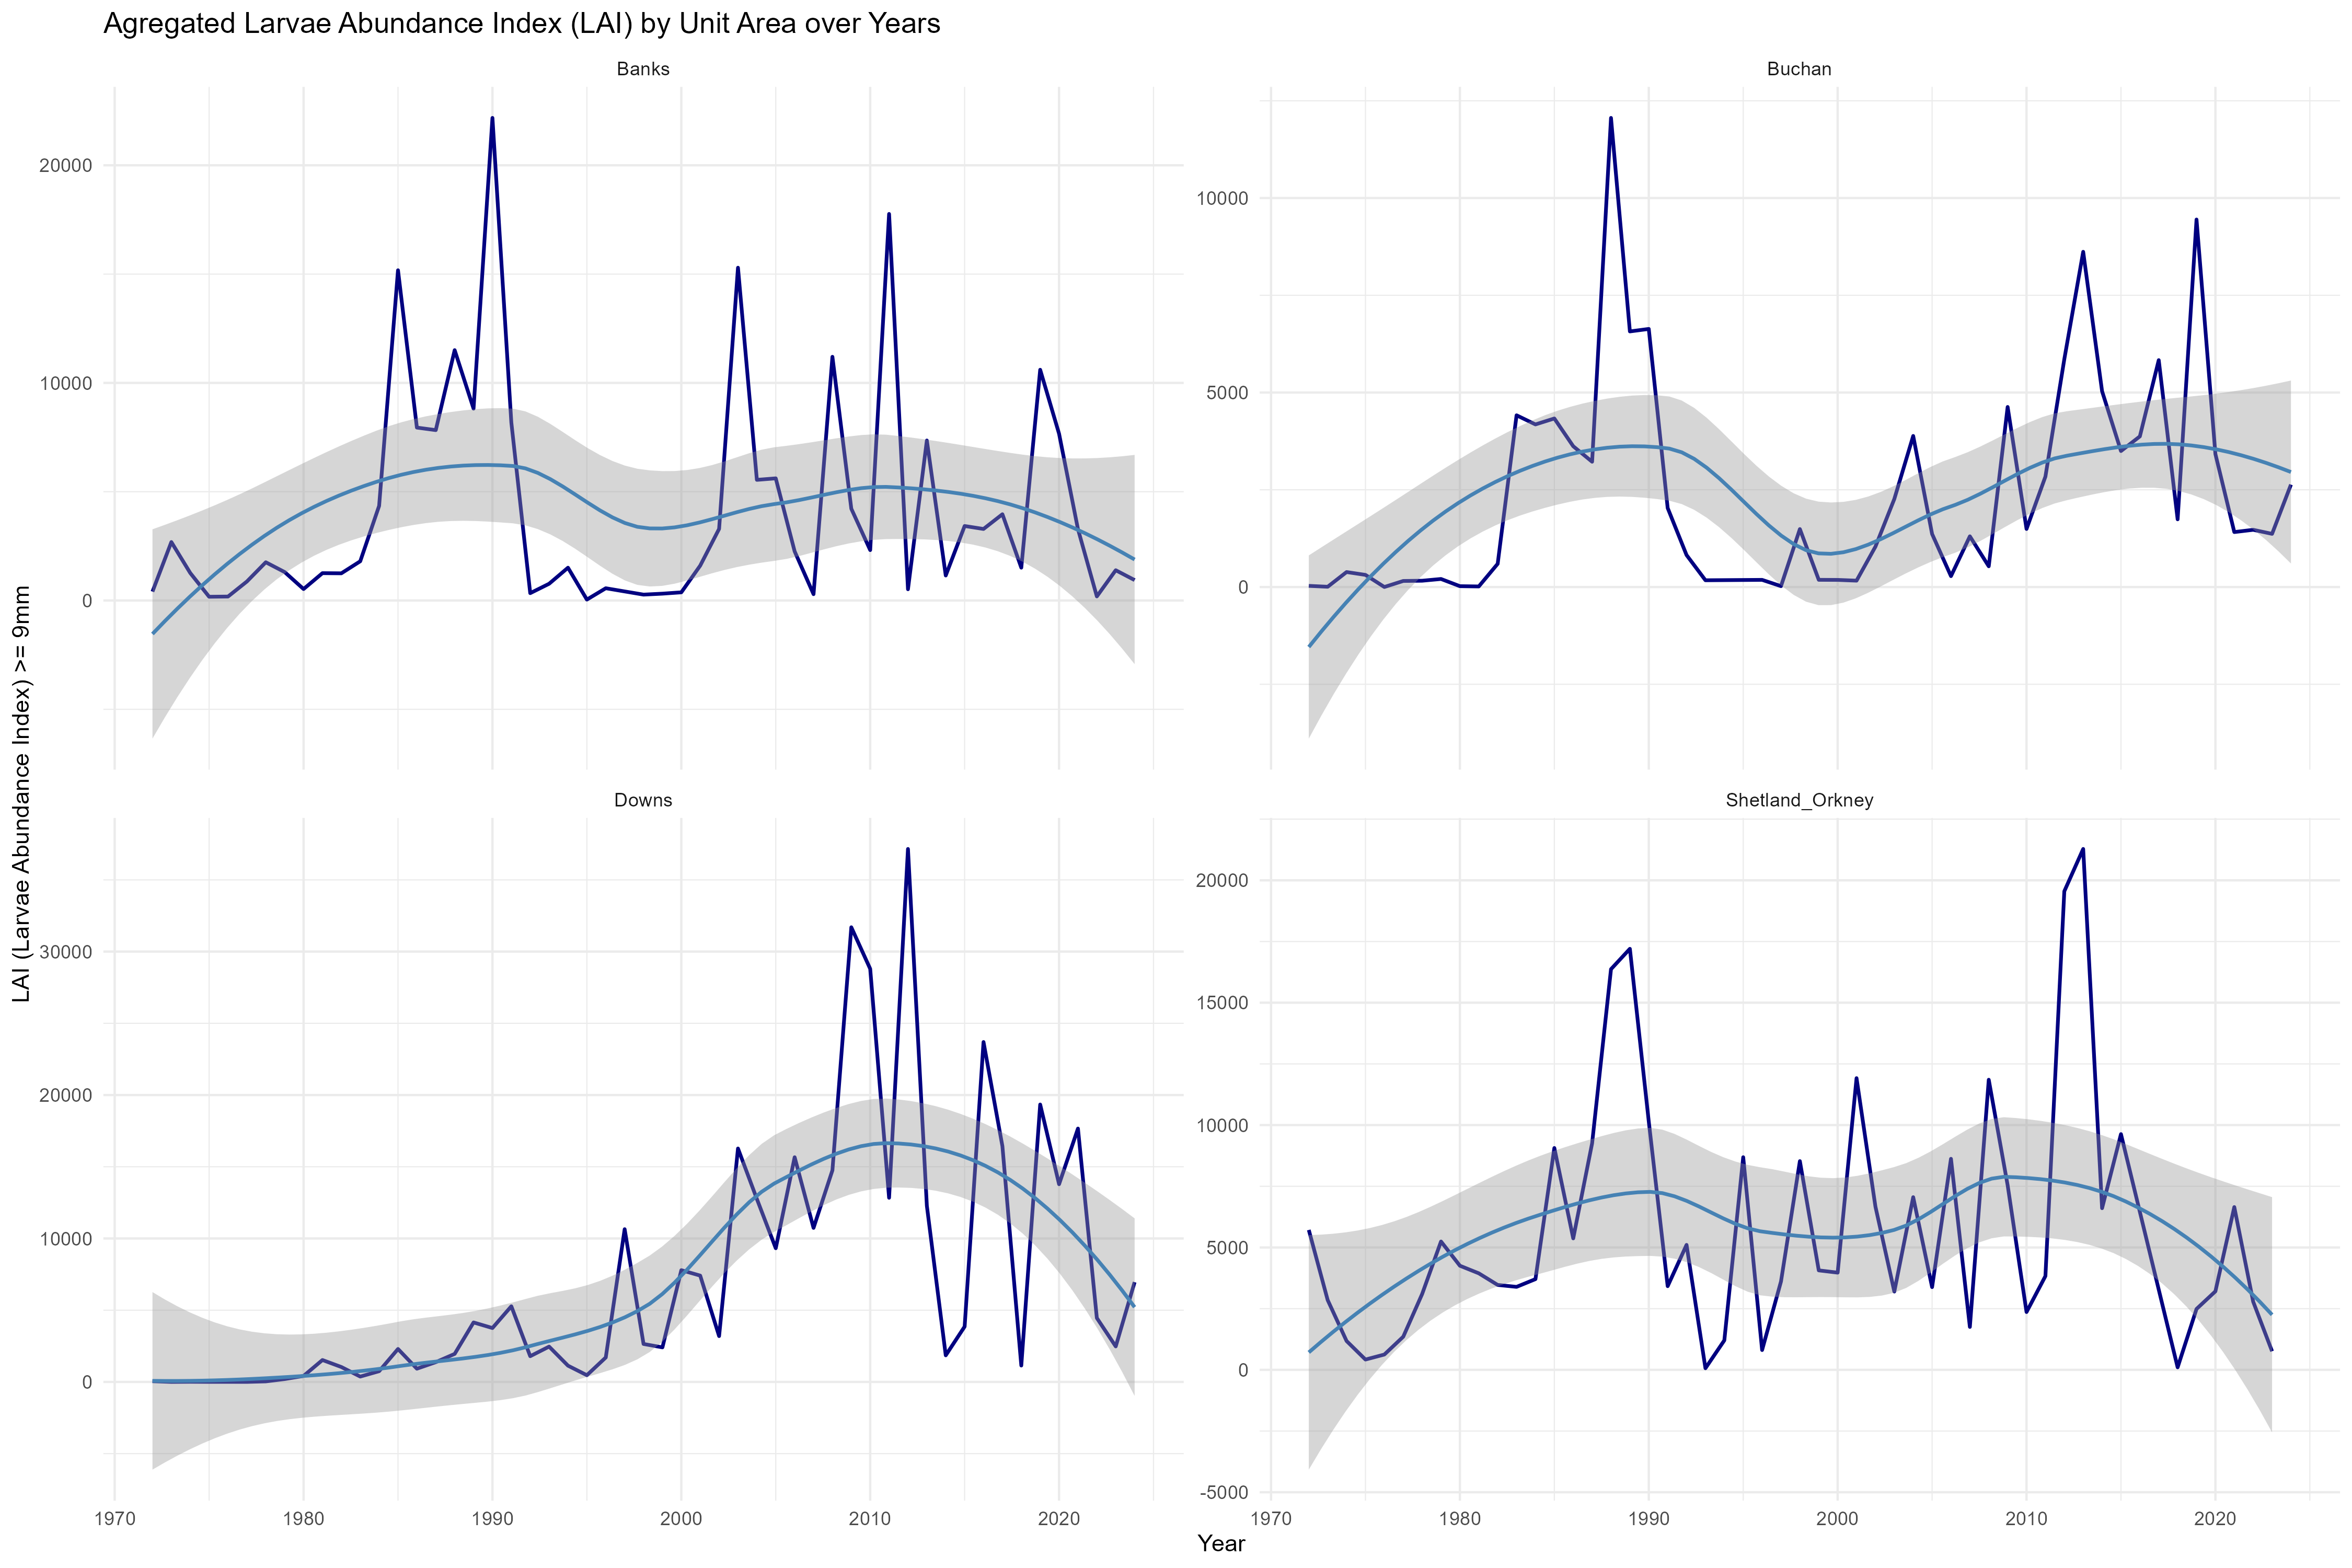 Agregated Larvae Abundance Index (LAI) by Unit Area over Years
Banks
Buchan
20000
10000
0
10000
5000
0
LAI (Larvae Abundance Index) >= 9mm
Downs
Shetland_Orkney
30000
20000
10000
0
20000
15000
10000
5000
0
-5000
1970 1980 1990 2000 2010 2020
1970 1980 1990 2000 2010 2020
Year